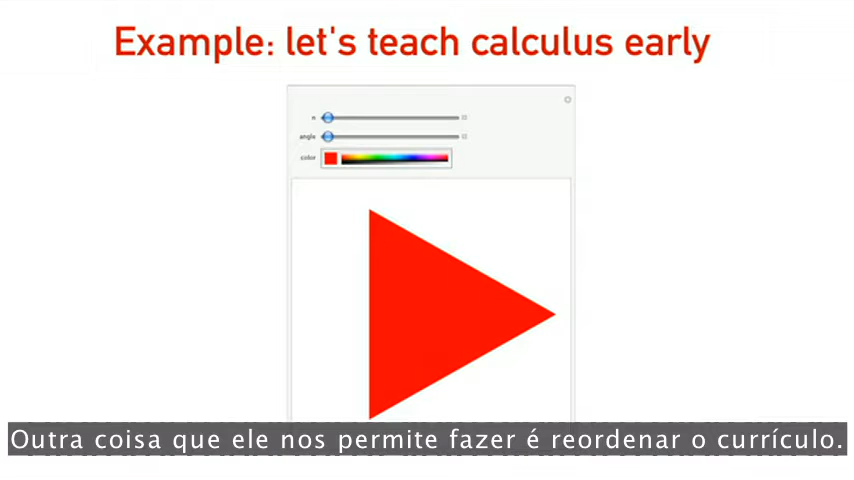 Example: let's teach calculus early
n
angle
color
Outra coisa que ele nos permite fazer é reordenar o currículo.